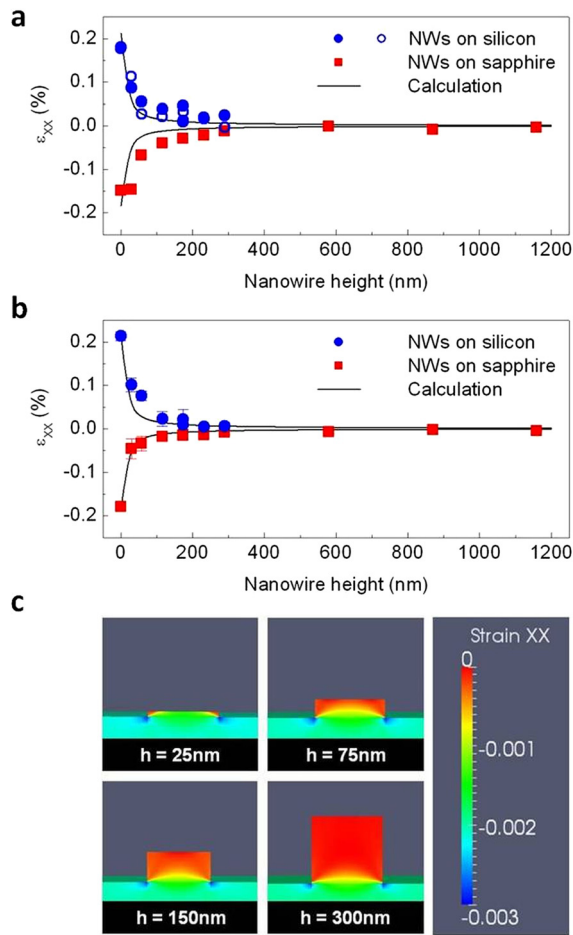 a
0.2
0.1
0.0
-0.1
-0.2
εXX (%)
NWs on silicon
NWs on sapphire
Calculation
0 200 400 600 800 1000 1200
Nanowire height (nm)
b
0.2
0.1
0.0
-0.1
-0.2
εXX (%)
NWs on silicon
NWs on sapphire
Calculation
0 200 400 600 800 1000 1200
Nanowire height (nm)
c
h = 25nm
h = 75nm
h = 150nm
h = 300nm
Strain XX
0
-0.001
-0.002
-0.003